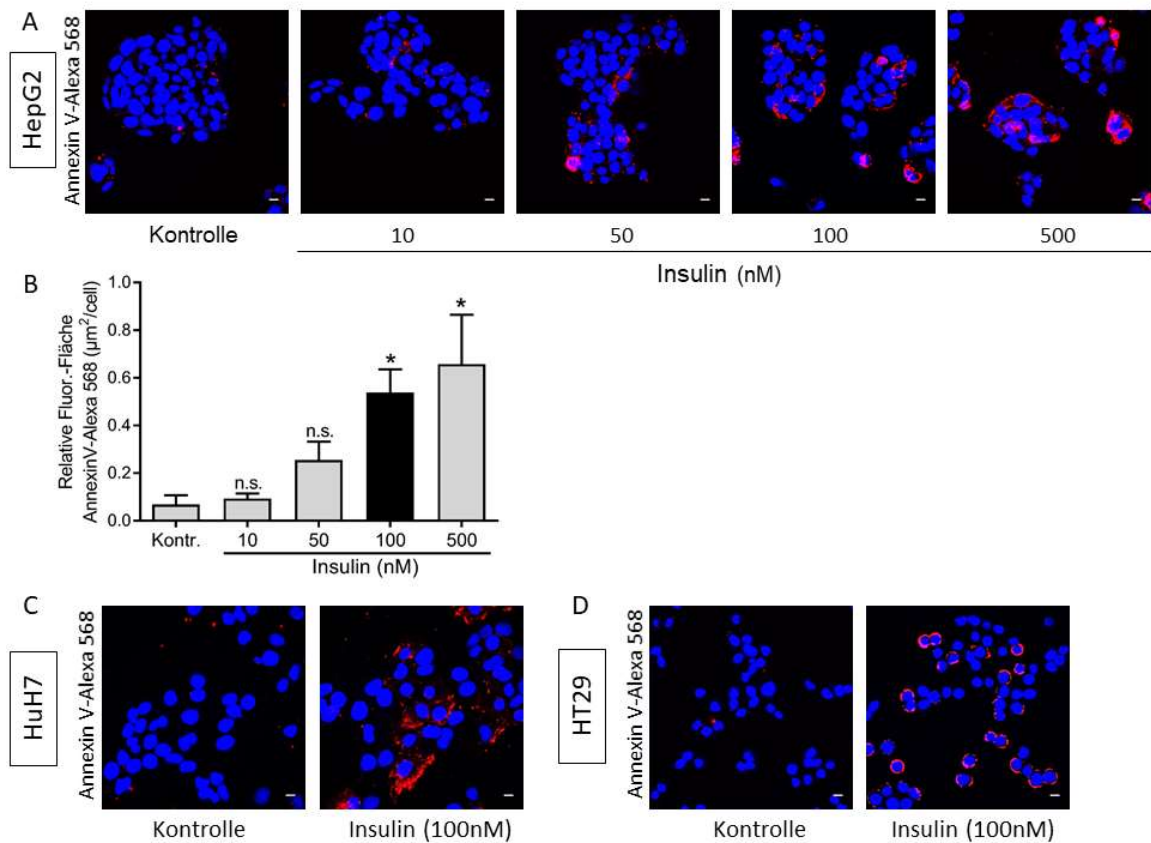 A
HepG2
Annexin V-Alexa 568
Kontrolle
10
50
100
500
Insulin (nM)
B
Relative Fluor.-Fläche
AnnexinV-Alexa 568 (µm²/cell)
1.0
0.8
0.6
0.4
0.2
0.0
n.s.
n.s.
*
*
Kontr.
10
50
100
500
Insulin (nM)
C
HuH7
Annexin V-Alexa 568
Kontrolle
Insulin (100nM)
D
HT29
Annexin V-Alexa 568
Kontrolle
Insulin (100nM)